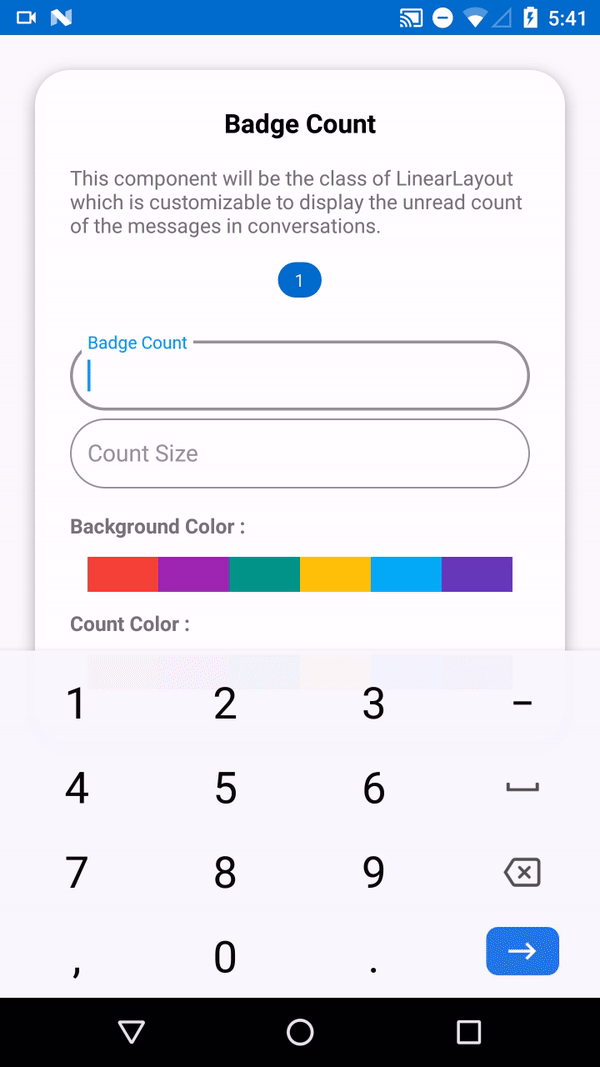 5:41
Badge Count
This component will be the class of LinearLayout
which is customizable to display the unread count
of the messages in conversations.
1
Badge Count
Count Size
Background Color :
Count Color :
1 2 3 –
4 5 6
7 8 9
, 0 .